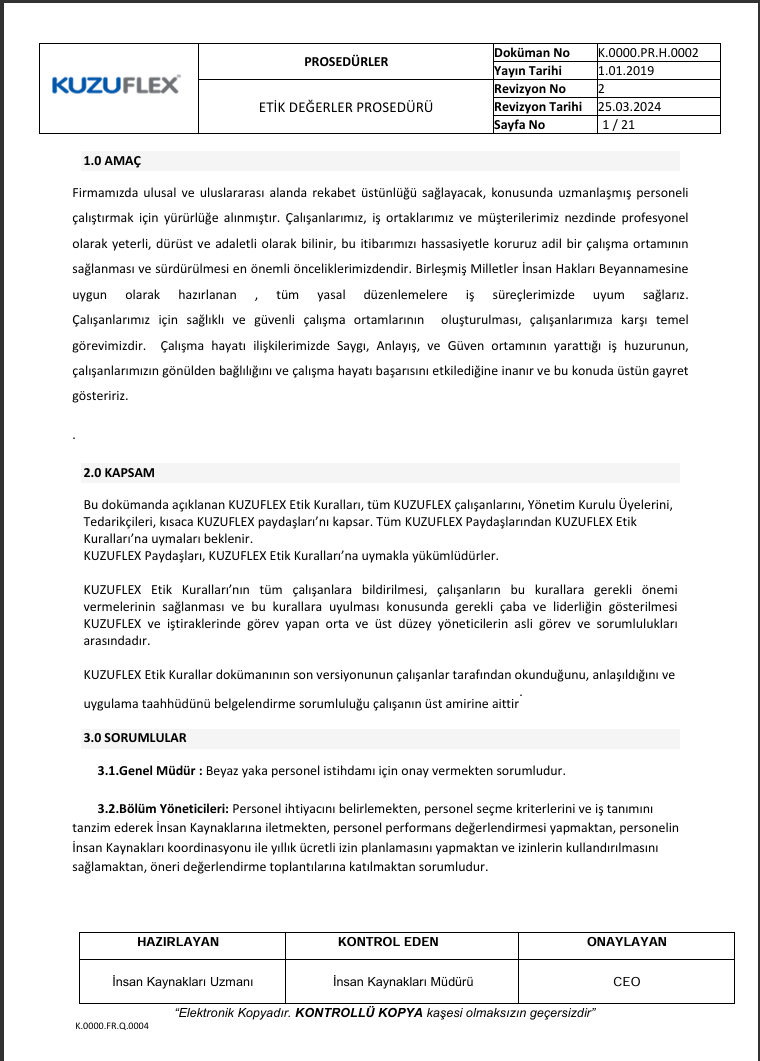 KUZUFLEX
PROSEDÜRLER
ETİK DEĞERLER PROSEDÜRÜ
Doküman No K.0000.PR.H.0002
Yayın Tarihi 1.01.2019
Revizyon No 2
Revizyon Tarihi 25.03.2024
Sayfa No 1 / 21
1.0 AMAÇ
Firmamızda ulusal ve uluslararası alanda rekabet üstünlüğü sağlayacak, konusunda uzmanlaşmış personeli
çalıştırmak için yürürlüğe alınmıştır. Çalışanlarımız, iş ortaklarımız ve müşterilerimiz nezdinde profesyonel
olarak yeterli, dürüst ve adaletli olarak bilinir, bu itibarımızı hassasiyetle koruruz adil bir çalışma ortamının
sağlanması ve sürdürülmesi en önemli önceliklerimizdendir. Birleşmiş Milletler İnsan Hakları Beyannamesine
uygun olarak hazırlanan , tüm yasal düzenlemelere iş süreçlerimizde uyum sağlarız.
Çalışanlarımız için sağlıklı ve güvenli çalışma ortamlarının oluşturulması, çalışanlarımıza karşı temel
görevimizdir. Çalışma hayatı ilişkilerimizde Saygı, Anlayış, ve Güven ortamının yarattığı iş huzurunun,
çalışanlarımızın gönülden bağlılığını ve çalışma hayatı başarısını etkilediğine inanır ve bu konuda üstün gayret
gösteririz.
.
2.0 KAPSAM
Bu dokümanda açıklanan KUZUFLEX Etik Kuralları, tüm KUZUFLEX çalışanlarını, Yönetim Kurulu Üyelerini,
Tedarikçileri, kısaca KUZUFLEX paydaşları’nı kapsar. Tüm KUZUFLEX Paydaşlarından KUZUFLEX Etik
Kuralları’na uymaları beklenir.
KUZUFLEX Paydaşları, KUZUFLEX Etik Kuralları’na uymakla yükümlüdürler.
KUZUFLEX Etik Kuralları’nın tüm çalışanlara bildirilmesi, çalışanların bu kurallara gerekli önemi
vermelerinin sağlanması ve bu kurallara uyulması konusunda gerekli çaba ve liderliğin gösterilmesi
KUZUFLEX ve iştiraklerinde görev yapan orta ve üst düzey yöneticilerin asli görev ve sorumlulukları
arasındadır.
KUZUFLEX Etik Kurallar dokümanının son versiyonunun çalışanlar tarafından okunduğunu, anlaşıldığını ve
uygulama taahhüdünü belgelendirme sorumluluğu çalışanın üst amirine aittir.
3.0 SORUMLULAR
3.1.Genel Müdür : Beyaz yaka personel istihdamı için onay vermekten sorumludur.
3.2.Bölüm Yöneticileri: Personel ihtiyacını belirlemekten, personel seçme kriterlerini ve iş tanımını
tanzim ederek İnsan Kaynaklarına iletmekten, personel performans değerlendirmesi yapmaktan, personelin
İnsan Kaynakları koordinasyonu ile yıllık ücretli izin planlamasını yapmaktan ve izinlerin kullandırılmasını
sağlamaktan, öneri değerlendirme toplantılarına katılmaktan sorumludur.
HAZIRLAYAN KONTROL EDEN ONAYLAYAN
İnsan Kaynakları Uzmanı İnsan Kaynakları Müdürü CEO
“Elektronik Kopyadır. KONTROLLÜ KOPYA kaşesi olmaksızın geçersizdir”
K.0000.FR.Q.0004